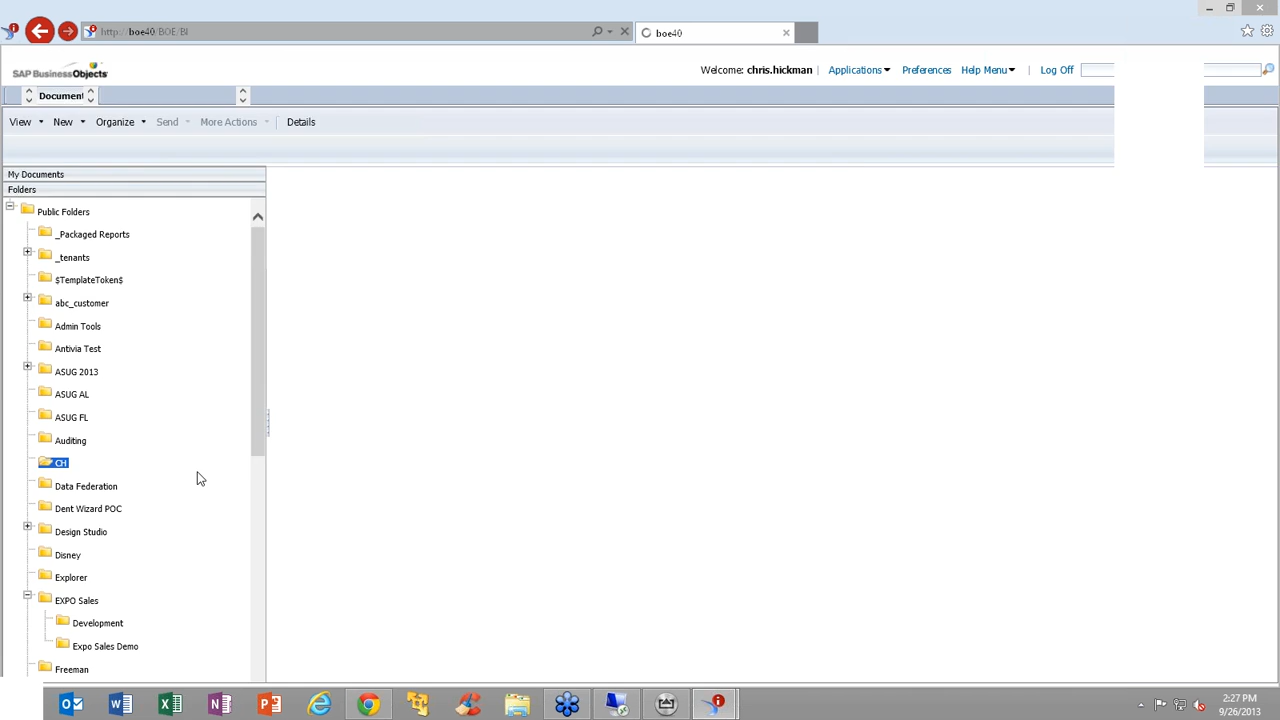 http://boe40/BOE/BI
boe40
SAP BusinessObjects
Welcome: chris.hickman
Applications
Preferences
Help Menu
Log Off
Document
View
New
Organize
Send
More Actions
Details
My Documents
Folders
Public Folders
_Packaged Reports
_tenants
$TemplateToken$
abc_customer
Admin Tools
Antivia Test
ASUG 2013
ASUG AL
ASUG FL
Auditing
CH
Data Federation
Dent Wizard POC
Design Studio
Disney
Explorer
EXPO Sales
Development
Expo Sales Demo
Freeman
2:27 PM
9/26/2013